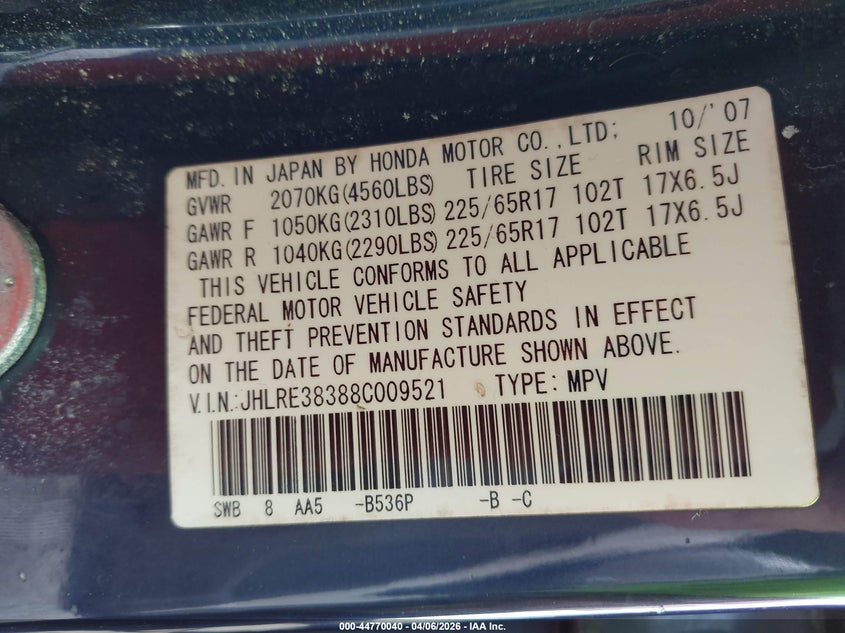 MFD. IN JAPAN BY HONDA MOTOR CO., LTD; 10/'07
GVWR 2070KG(4560LBS) TIRE SIZE RIM SIZE
GAWR F 1050KG(2310LBS) 225/65R17 102T 17X6.5J
GAWR R 1040KG(2290LBS) 225/65R17 102T 17X6.5J
THIS VEHICLE CONFORMS TO ALL APPLICABLE
FEDERAL MOTOR VEHICLE SAFETY
AND THEFT PREVENTION STANDARDS IN EFFECT
ON THE DATE OF MANUFACTURE SHOWN ABOVE.
V.I.N.:JHLRE38388C009521 TYPE: MPV
SWB 8 AA5 -B536P -B -C
000-44770040 - 04/06/2026 - IAA Inc.